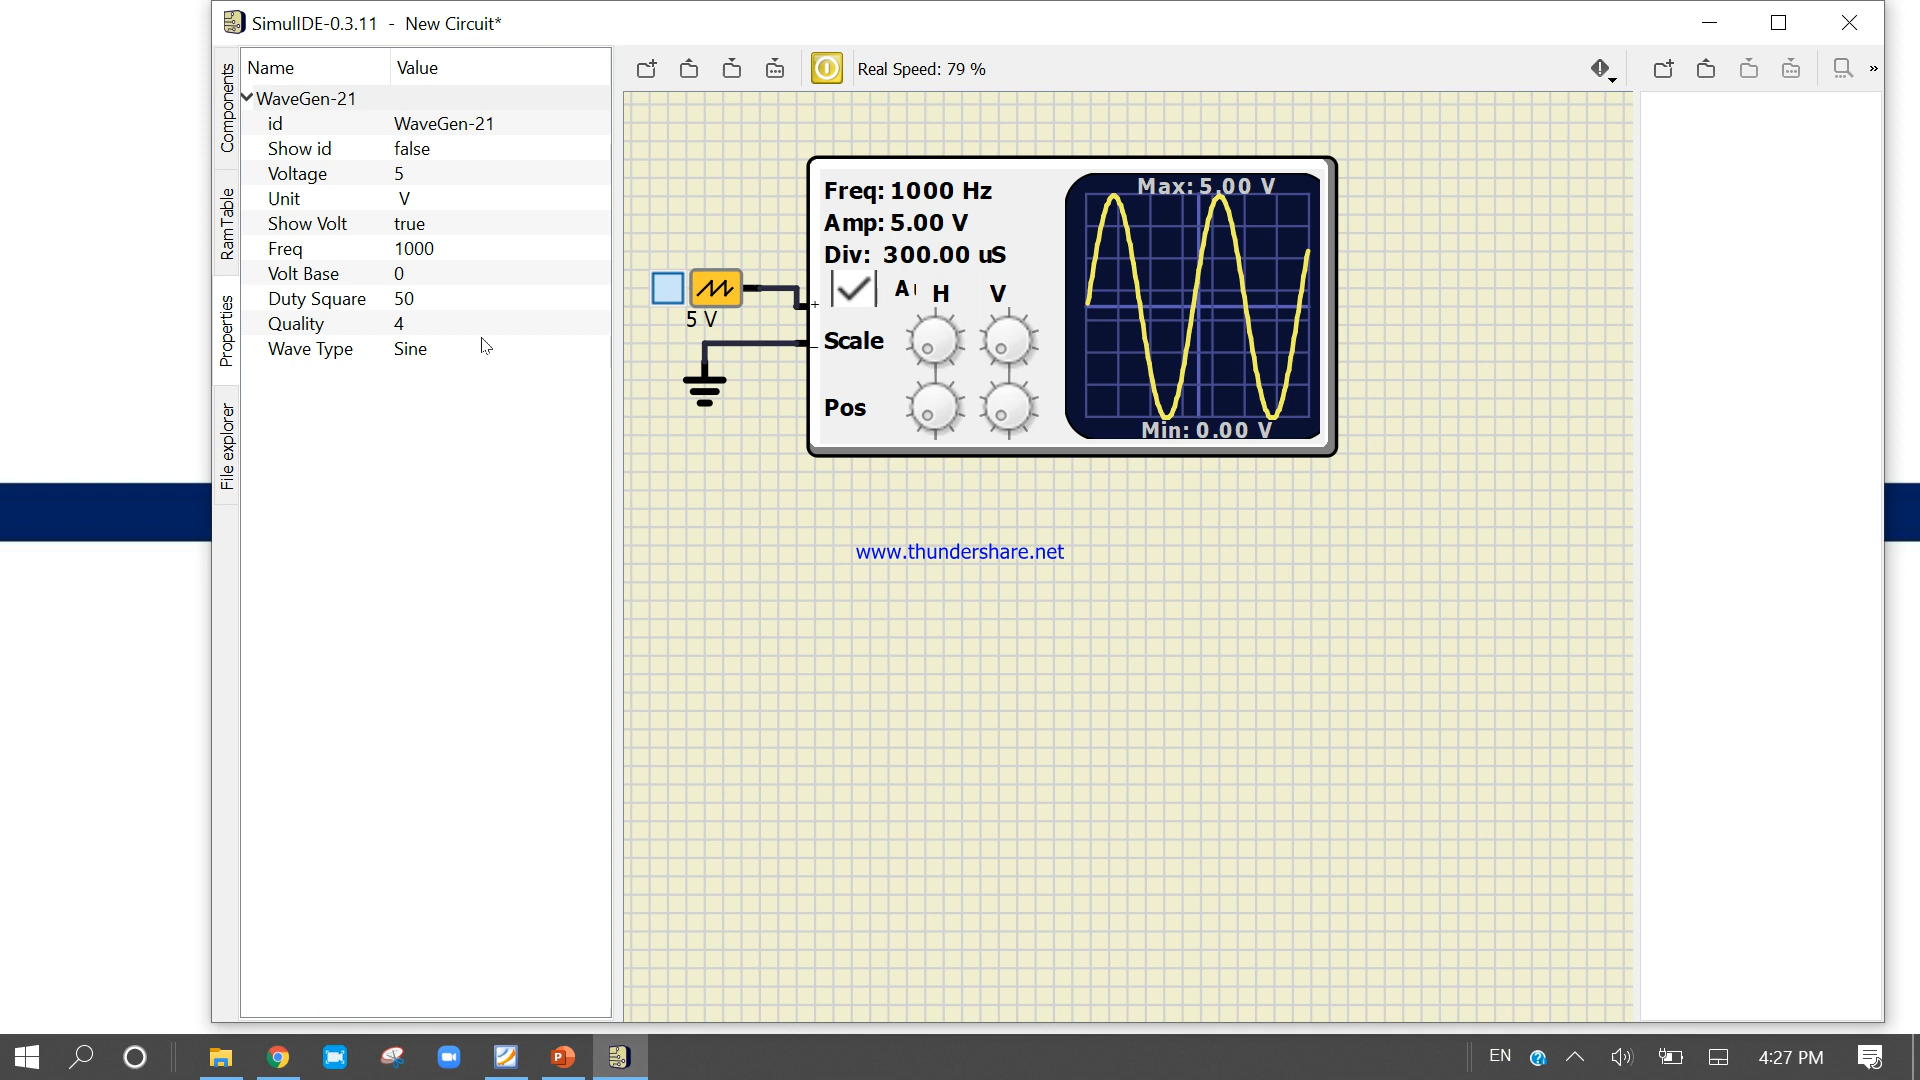 SimulIDE-0.3.11 - New Circuit*
Name Value
WaveGen-21
id WaveGen-21
Show id false
Voltage 5
Unit V
Show Volt true
Freq 1000
Volt Base 0
Duty Square 50
Quality 4
Wave Type Sine
Components
RamTable
Properties
File explorer
Real Speed: 79 %
»
Freq: 1000 Hz
Amp: 5.00 V
Div: 300.00 uS
H V
Scale
Pos
+
_
Max: 5.00 V
Min: 0.00 V
5 V
www.thundershare.net
EN
4:27 PM